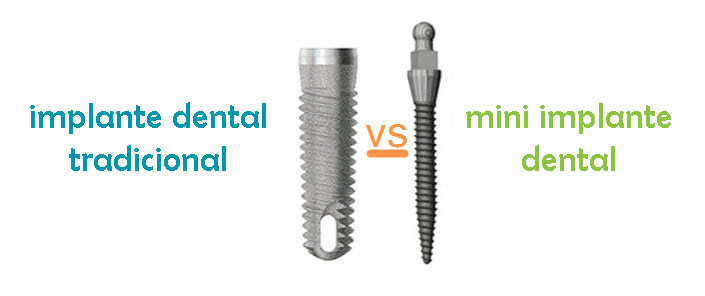 implante dental
tradicional
vs
mini implante
dental